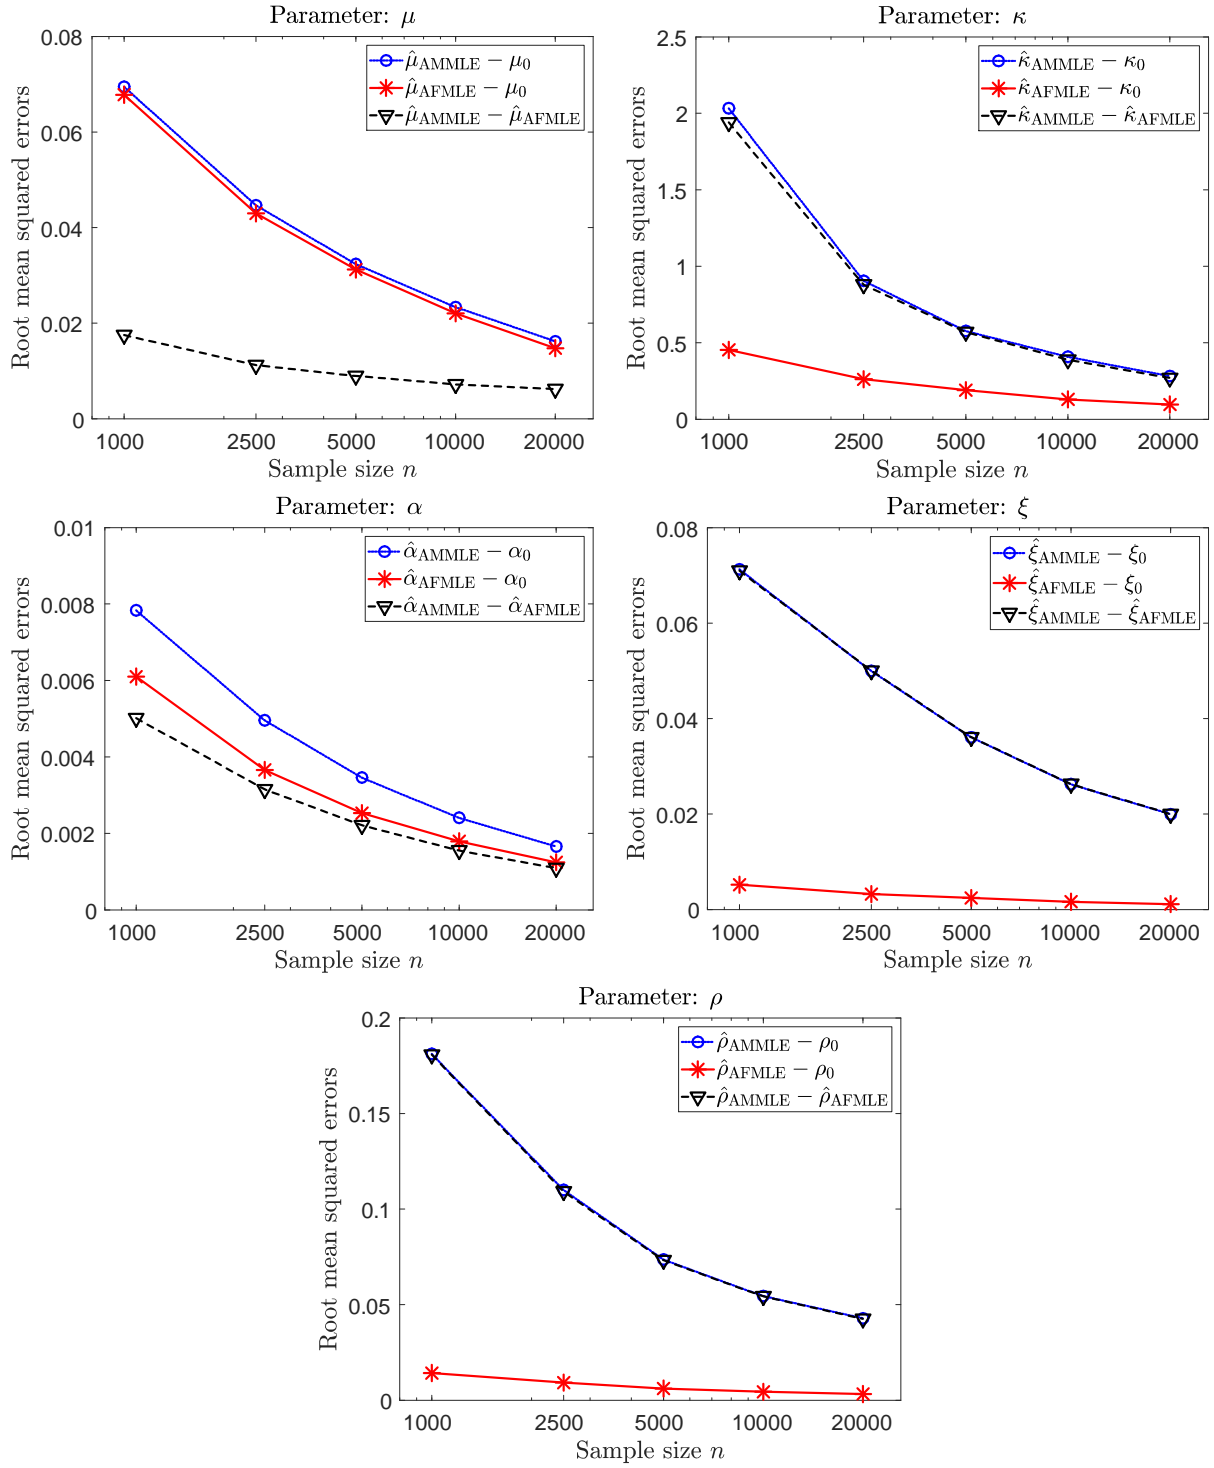 Parameter: μ
0.08
0.06
0.04
0.02
0
Root mean squared errors
μ̂AMMLE − μ0
μ̂AFMLE − μ0
μ̂AMMLE − μ̂AFMLE
1000 2500 5000 10000 20000
Sample size n
Parameter: κ
2.5
2
1.5
1
0.5
0
Root mean squared errors
κ̂AMMLE − κ0
κ̂AFMLE − κ0
κ̂AMMLE − κ̂AFMLE
1000 2500 5000 10000 20000
Sample size n
Parameter: α
0.01
0.008
0.006
0.004
0.002
0
Root mean squared errors
α̂AMMLE − α0
α̂AFMLE − α0
α̂AMMLE − α̂AFMLE
1000 2500 5000 10000 20000
Sample size n
Parameter: ξ
0.08
0.06
0.04
0.02
0
Root mean squared errors
ξ̂AMMLE − ξ0
ξ̂AFMLE − ξ0
ξ̂AMMLE − ξ̂AFMLE
1000 2500 5000 10000 20000
Sample size n
Parameter: ρ
0.2
0.15
0.1
0.05
0
Root mean squared errors
ρ̂AMMLE − ρ0
ρ̂AFMLE − ρ0
ρ̂AMMLE − ρ̂AFMLE
1000 2500 5000 10000 20000
Sample size n